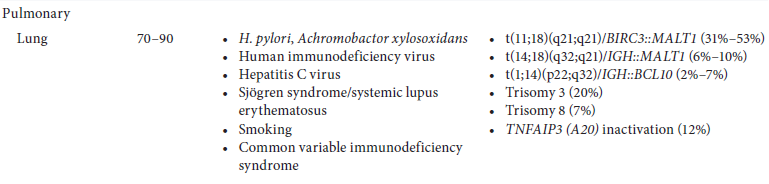 Pulmonary
Lung 70–90 • H. pylori, Achromobactor xylosoxidans • t(11;18)(q21;q21)/BIRC3::MALT1 (31%–53%)
• Human immunodeficiency virus • t(14;18)(q32;q21)/IGH::MALT1 (6%–10%)
• Hepatitis C virus • t(1;14)(p22;q32)/IGH::BCL10 (2%–7%)
• Sjögren syndrome/systemic lupus • Trisomy 3 (20%)
erythematosus • Trisomy 8 (7%)
• Smoking • TNFAIP3 (A20) inactivation (12%)
• Common variable immunodeficiency
syndrome